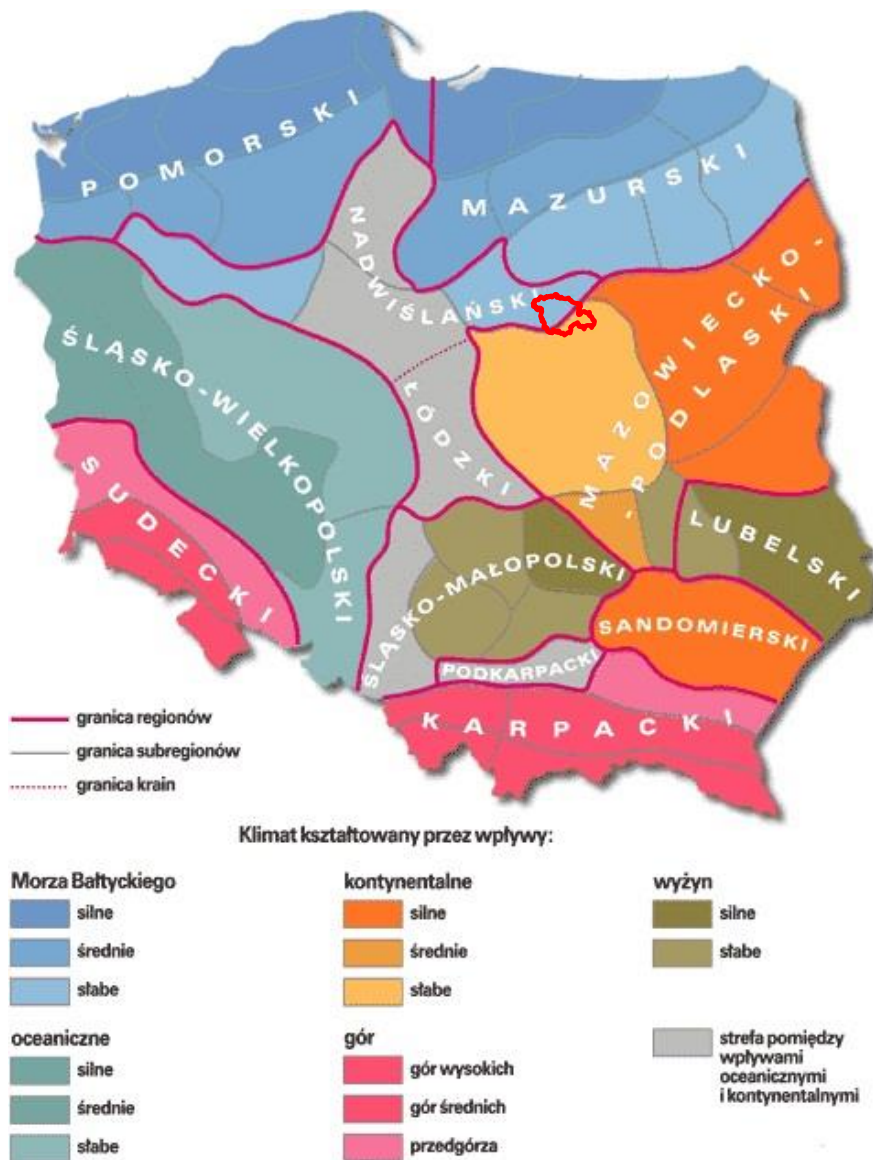 POMORSKI
MAZURSKI
NADWIŚLAŃSKI
MAZOWIECKO-
-PODLASKI
ŚLĄSKO-WIELKOPOLSKI
ŁÓDZKI
SUDECKI
LUBELSKI
ŚLĄSKO-MAŁOPOLSKI
SANDOMIERSKI
PODKARPACKI
KARPACKI
granica regionów
granica subregionów
granica krain
Klimat kształtowany przez wpływy:
Morza Bałtyckiego
silne
średnie
słabe
kontynentalne
silne
średnie
słabe
wyżyn
silne
słabe
oceaniczne
silne
średnie
słabe
gór
gór wysokich
gór średnich
przedgórza
strefa pomiędzy
wpływami
oceanicznymi
i kontynentalnymi